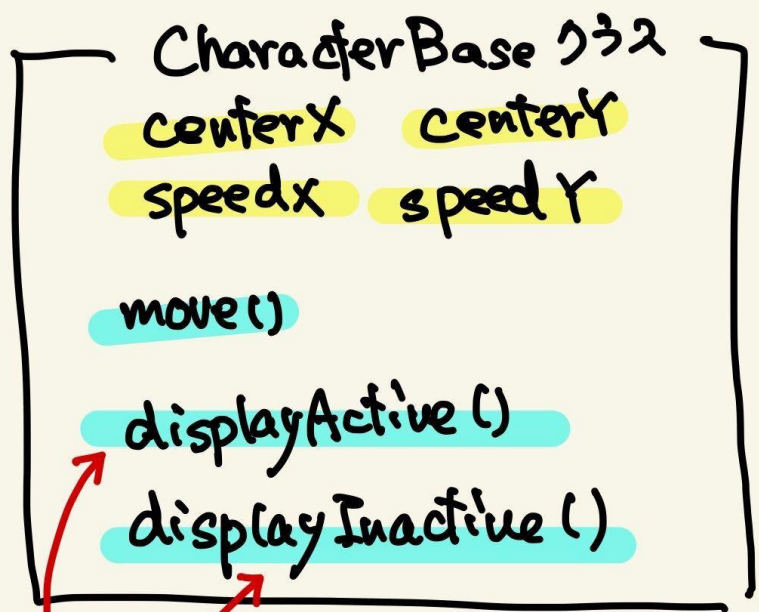 CharacterBase クラス
centerX centerY
speedX speedY
move()
displayActive()
displayInactive()